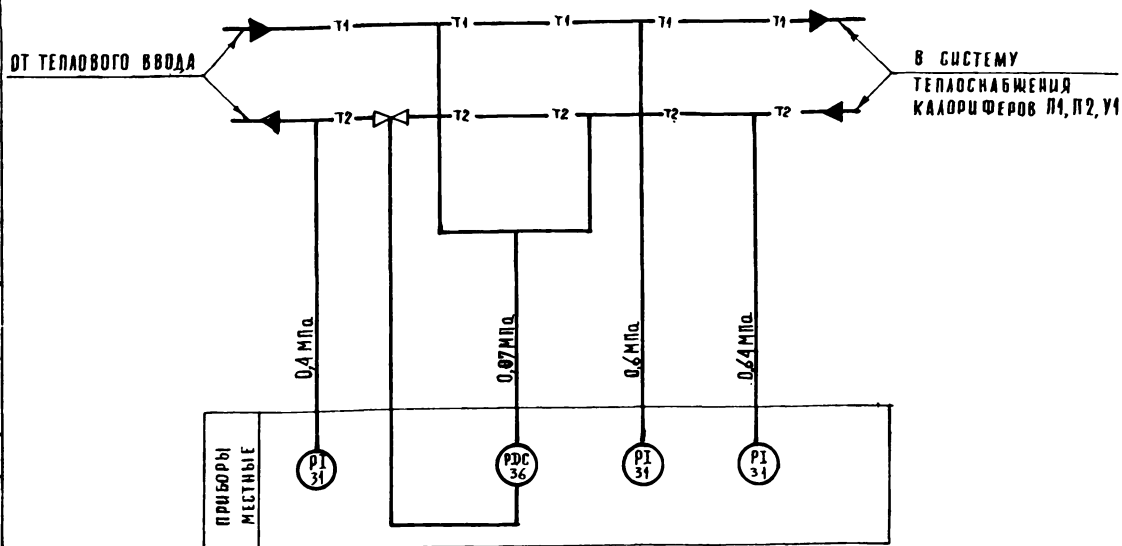 Т1 Т1 Т1 Т1 Т1
ОТ ТЕПЛОВОГО ВВОДА
В СИСТЕМУ
ТЕПЛОСНАБЖЕНИЯ
КАЛОРИФЕРОВ П1, П2, У1
Т2 Т2 Т2 Т2 Т2
0,4 МПа
0,07 МПа
0,6 МПа
0,64 МПа
ПРИБОРЫ
МЕСТНЫЕ
PI
31
PDC
36
PI
31
PI
31